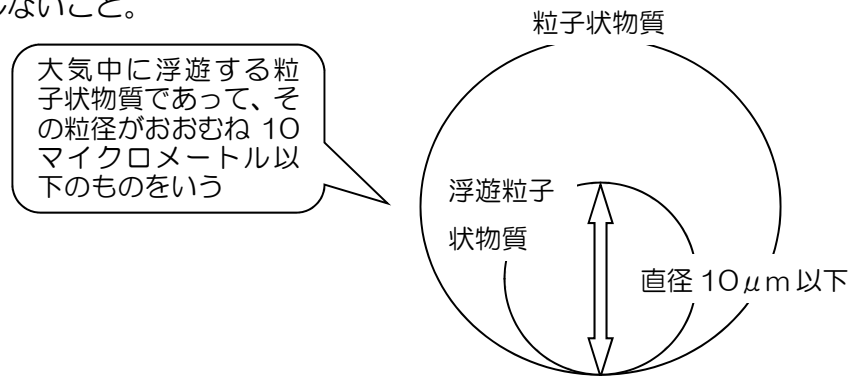 ないこと。
粒子状物質
大気中に浮遊する粒
子状物質であって、そ
の粒径がおおむね 10
マイクロメートル以
下のものをいう
浮遊粒子
状物質
直径 10μm 以下